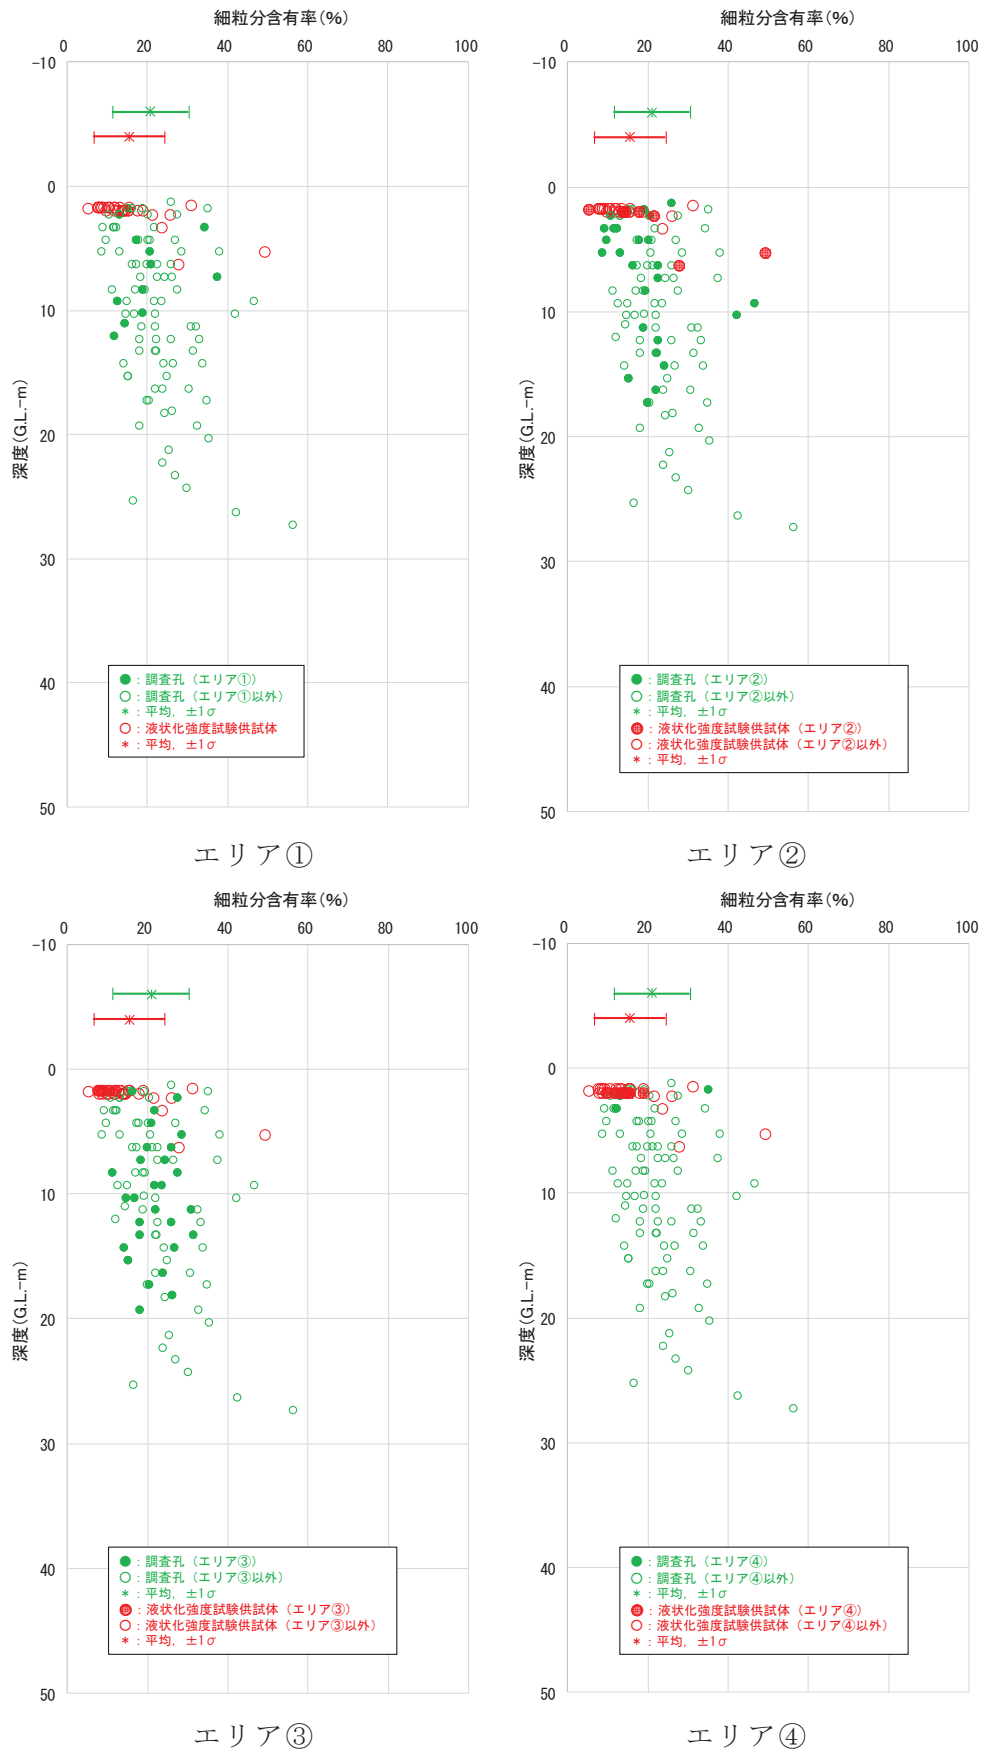 細粒分含有率(%)
0 20 40 60 80 100
-10
0
10
20
30
40
50
深度(G.L.-m)
●：調査孔（エリア①）
○：調査孔（エリア①以外）
*：平均，±1σ
○：液状化強度試験供試体
*：平均，±1σ
エリア①
細粒分含有率(%)
0 20 40 60 80 100
-10
0
10
20
30
40
50
深度(G.L.-m)
●：調査孔（エリア②）
○：調査孔（エリア②以外）
*：平均，±1σ
●：液状化強度試験供試体（エリア②）
○：液状化強度試験供試体（エリア②以外）
*：平均，±1σ
エリア②
細粒分含有率(%)
0 20 40 60 80 100
-10
0
10
20
30
40
50
深度(G.L.-m)
●：調査孔（エリア③）
○：調査孔（エリア③以外）
*：平均，±1σ
●：液状化強度試験供試体（エリア③）
○：液状化強度試験供試体（エリア③以外）
*：平均，±1σ
エリア③
細粒分含有率(%)
0 20 40 60 80 100
-10
0
10
20
30
40
50
深度(G.L.-m)
●：調査孔（エリア④）
○：調査孔（エリア④以外）
*：平均，±1σ
●：液状化強度試験供試体（エリア④）
○：液状化強度試験供試体（エリア④以外）
*：平均，±1σ
エリア④